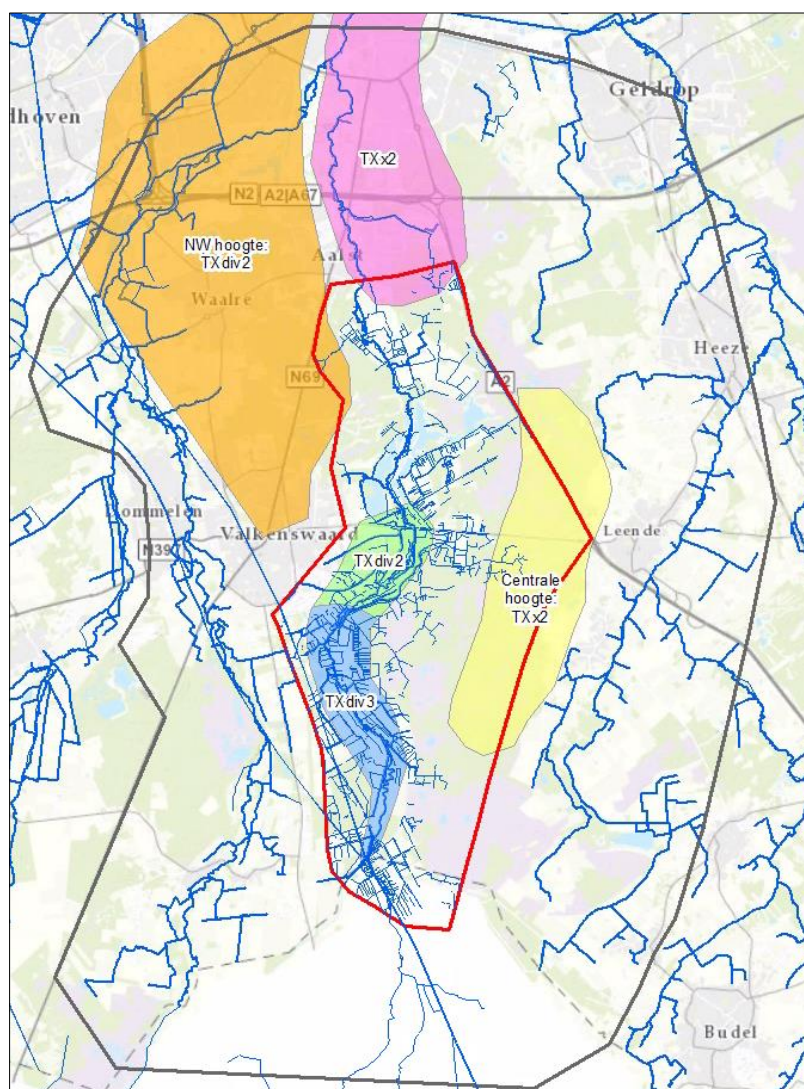 Geldrop
dhoven
TXx2
N2
A2|A67
NW hoogte:
TXdiv2
Aalst
Waalre
Heeze
N69
A2
Dommelen
Valkenswaard
N397
Leende
TXdiv2
Centrale
hoogte:
TXx2
TXdiv3
Budel